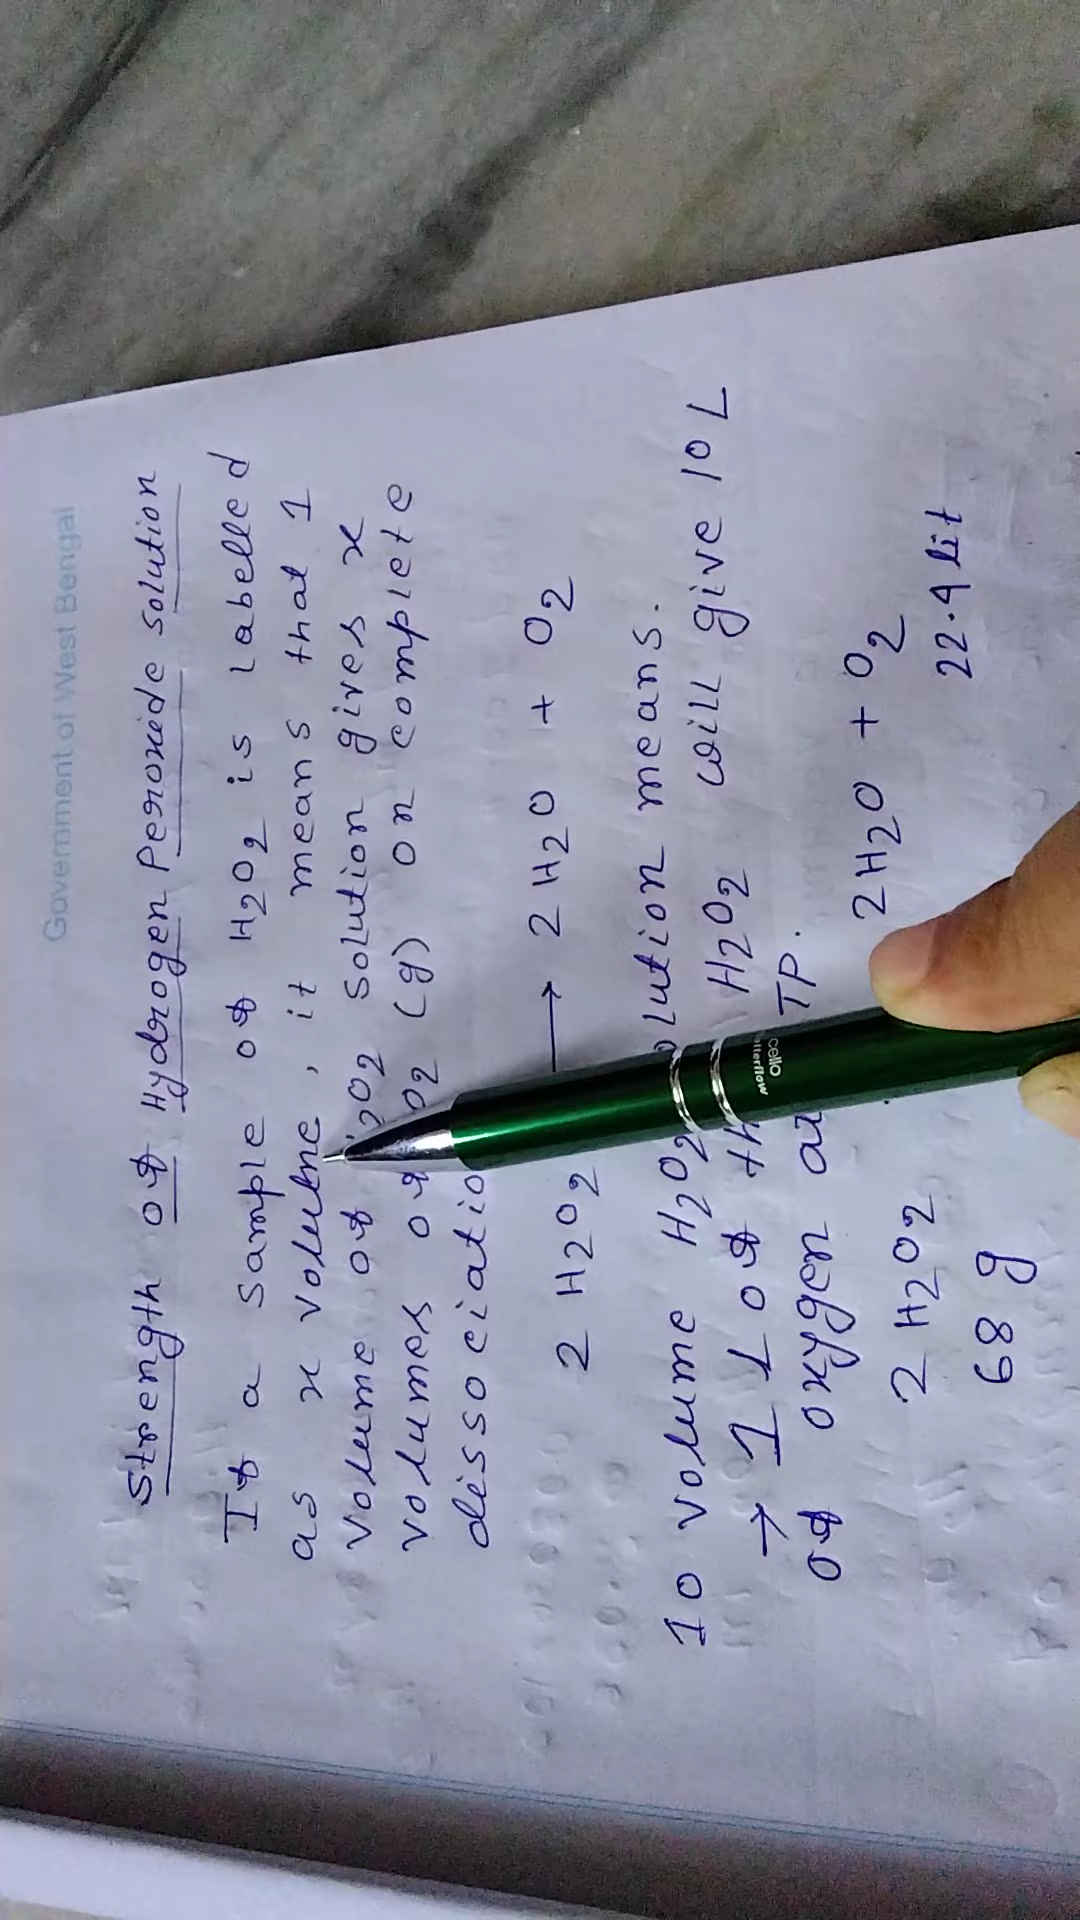 Government of West Bengal
Strength of Hydrogen Peroxide solution
If a sample of H2O2 is labelled
as x volume, it means that 1
volume of O2 solution gives x
volumes of O2 (g) on complete
dissociatio
2 H2O2 ⟶ 2 H2O + O2
10 volume H2O2 olution means.
→ 1 L of th H2O2 will give 10 L
of oxygen at TP.
2 H2O2 2H2O + O2
68 g 22.4 lit
cello